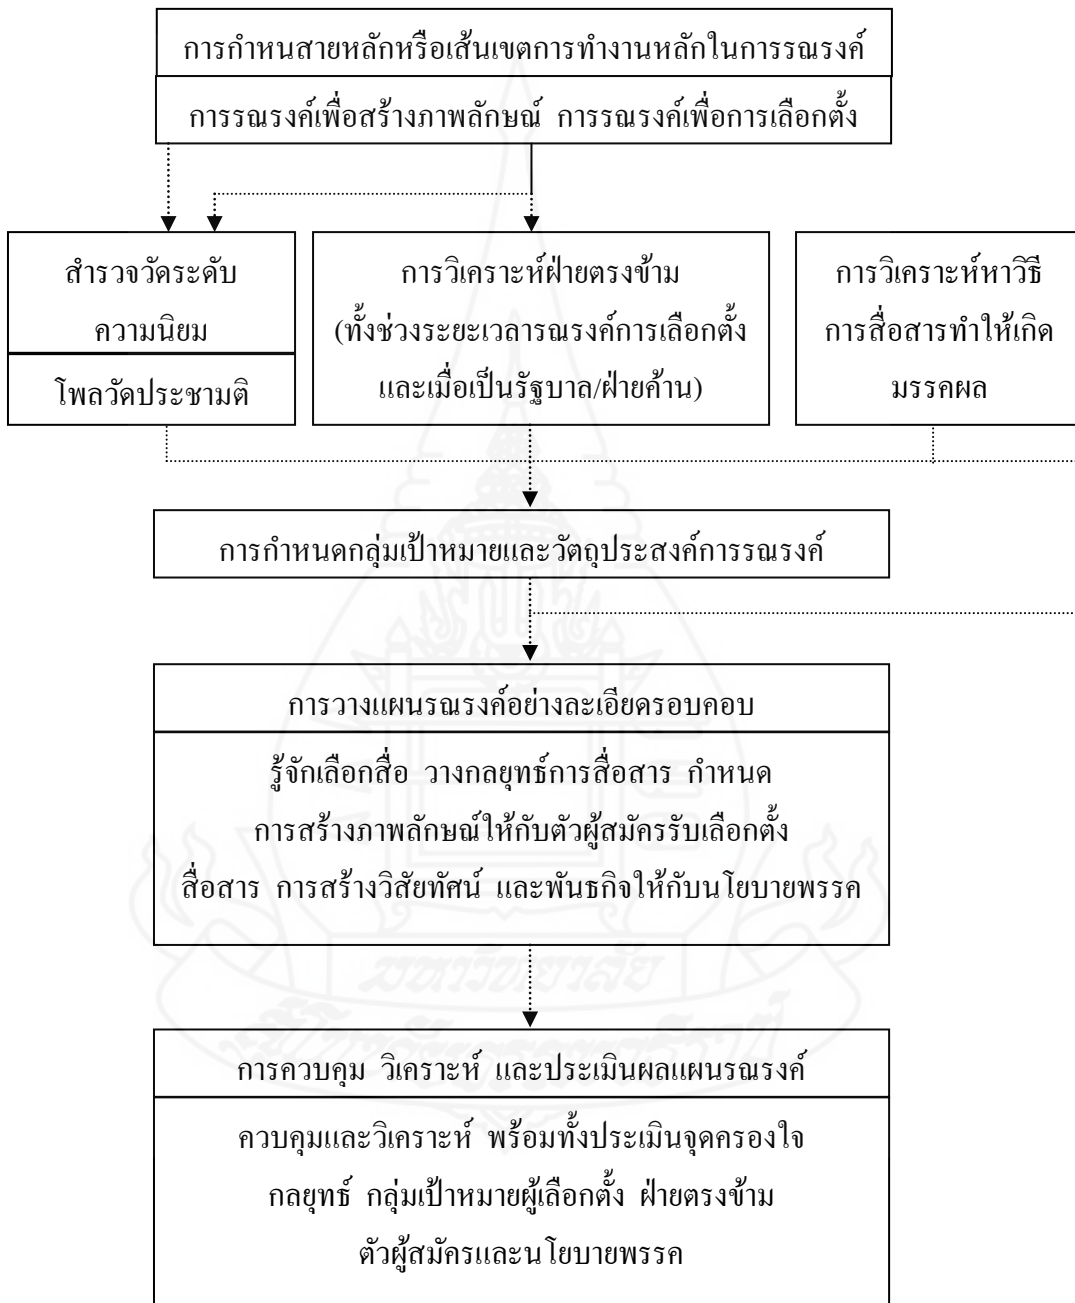 การกำหนสายหลักหรือเส้นเขตการทำงานหลักในการรณรงค์
การรณรงค์เพื่อสร้างภาพลักษณ์ การรณรงค์เพื่อการเลือกตั้ง
สำรวจวัดระดับ
ความนิยม
โพลวัดประชามติ
การวิเคราะห์ฝ่ายตรงข้าม
(ทั้งช่วงระยะเวลารณรงค์การเลือกตั้ง
และเมื่อเป็นรัฐบาล/ฝ่ายค้าน)
การวิเคราะห์หาวิธี
การสื่อสารทำให้เกิด
มรรคผล
การกำหนดกลุ่มเป้าหมายและวัตถุประสงค์การรณรงค์
การวางแผนรณรงค์อย่างละเอียดรอบคอบ
รู้จักเลือกสื่อ วางกลยุทธ์การสื่อสาร กำหนด
การสร้างภาพลักษณ์ให้กับตัวผู้สมัครรับเลือกตั้ง
สื่อสาร การสร้างวิสัยทัศน์ และพันธกิจให้กับนโยบายพรรค
การควบคุม วิเคราะห์ และประเมินผลแผนรณรงค์
ควบคุมและวิเคราะห์ พร้อมทั้งประเมินจุดครองใจ
กลยุทธ์ กลุ่มเป้าหมายผู้เลือกตั้ง ฝ่ายตรงข้าม
ตัวผู้สมัครและนโยบายพรรค